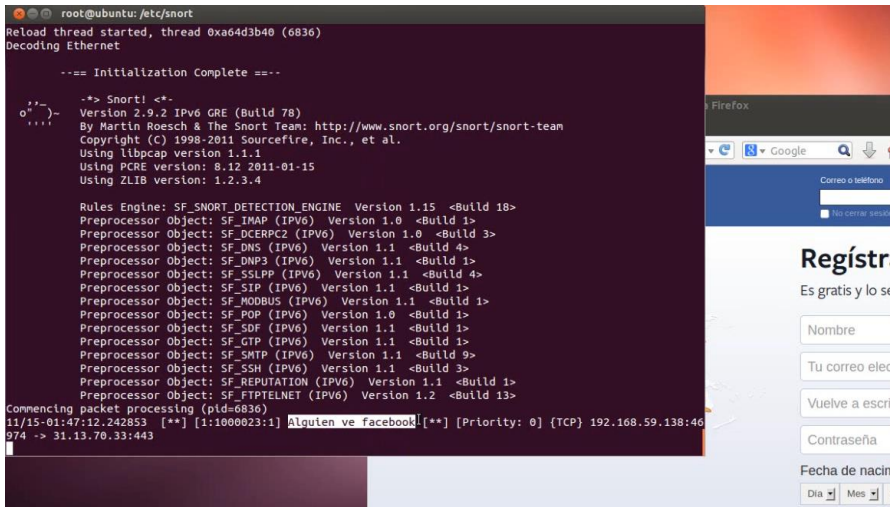 root@ubuntu: /etc/snort
Reload thread started, thread 0xa64d3b40 (6836)
Decoding Ethernet
--== Initialization Complete ==--
,,_ -*> Snort! <*-
o" )~ Version 2.9.2 IPv6 GRE (Build 78)
'''' By Martin Roesch & The Snort Team: http://www.snort.org/snort/snort-team
Copyright (C) 1998-2011 Sourcefire, Inc., et al.
Using libpcap version 1.1.1
Using PCRE version: 8.12 2011-01-15
Using ZLIB version: 1.2.3.4
Rules Engine: SF_SNORT_DETECTION_ENGINE Version 1.15 <Build 18>
Preprocessor Object: SF_IMAP (IPV6) Version 1.0 <Build 1>
Preprocessor Object: SF_DCERPC2 (IPV6) Version 1.0 <Build 3>
Preprocessor Object: SF_DNS (IPV6) Version 1.1 <Build 4>
Preprocessor Object: SF_DNP3 (IPV6) Version 1.1 <Build 1>
Preprocessor Object: SF_SSLPP (IPV6) Version 1.1 <Build 4>
Preprocessor Object: SF_SIP (IPV6) Version 1.1 <Build 1>
Preprocessor Object: SF_MODBUS (IPV6) Version 1.1 <Build 1>
Preprocessor Object: SF_POP (IPV6) Version 1.0 <Build 1>
Preprocessor Object: SF_SDF (IPV6) Version 1.1 <Build 1>
Preprocessor Object: SF_GTP (IPV6) Version 1.1 <Build 1>
Preprocessor Object: SF_SMTP (IPV6) Version 1.1 <Build 9>
Preprocessor Object: SF_SSH (IPV6) Version 1.1 <Build 3>
Preprocessor Object: SF_REPUTATION (IPV6) Version 1.1 <Build 1>
Preprocessor Object: SF_FTPTELNET (IPV6) Version 1.2 <Build 13>
Commencing packet processing (pid=6836)
11/15-01:47:12.242853 [**] [1:1000023:1] Alguien ve facebook [**] [Priority: 0] {TCP} 192.168.59.138:46
974 -> 31.13.70.33:443
a Firefox
Google
Correo o teléfono
No cerrar sesió
Regístra
Es gratis y lo se
Nombre
Tu correo elec
Vuelve a escri
Contraseña
Fecha de nacim
Día Mes